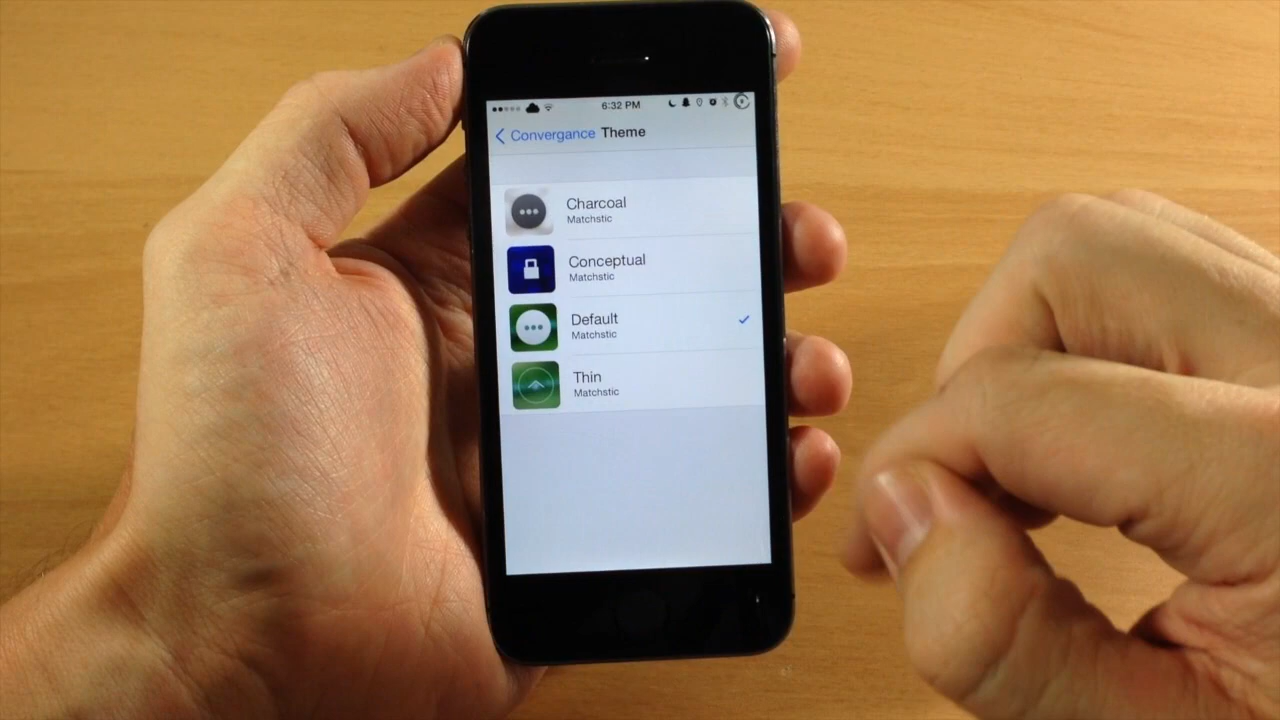 6:32 PM
Convergance Theme
Charcoal
Matchstic
Conceptual
Matchstic
Default
Matchstic
Thin
Matchstic